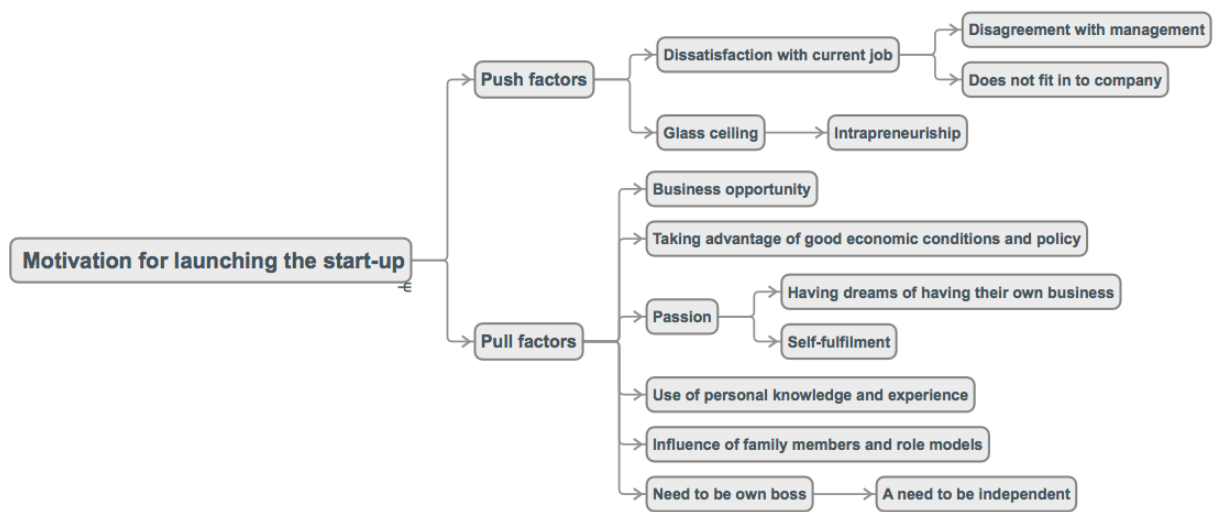 Motivation for launching the start-up
Push factors
Dissatisfaction with current job
Disagreement with management
Does not fit in to company
Glass ceiling
Intrapreneuriship
Pull factors
Business opportunity
Taking advantage of good economic conditions and policy
Passion
Having dreams of having their own business
Self-fulfilment
Use of personal knowledge and experience
Influence of family members and role models
Need to be own boss
A need to be independent